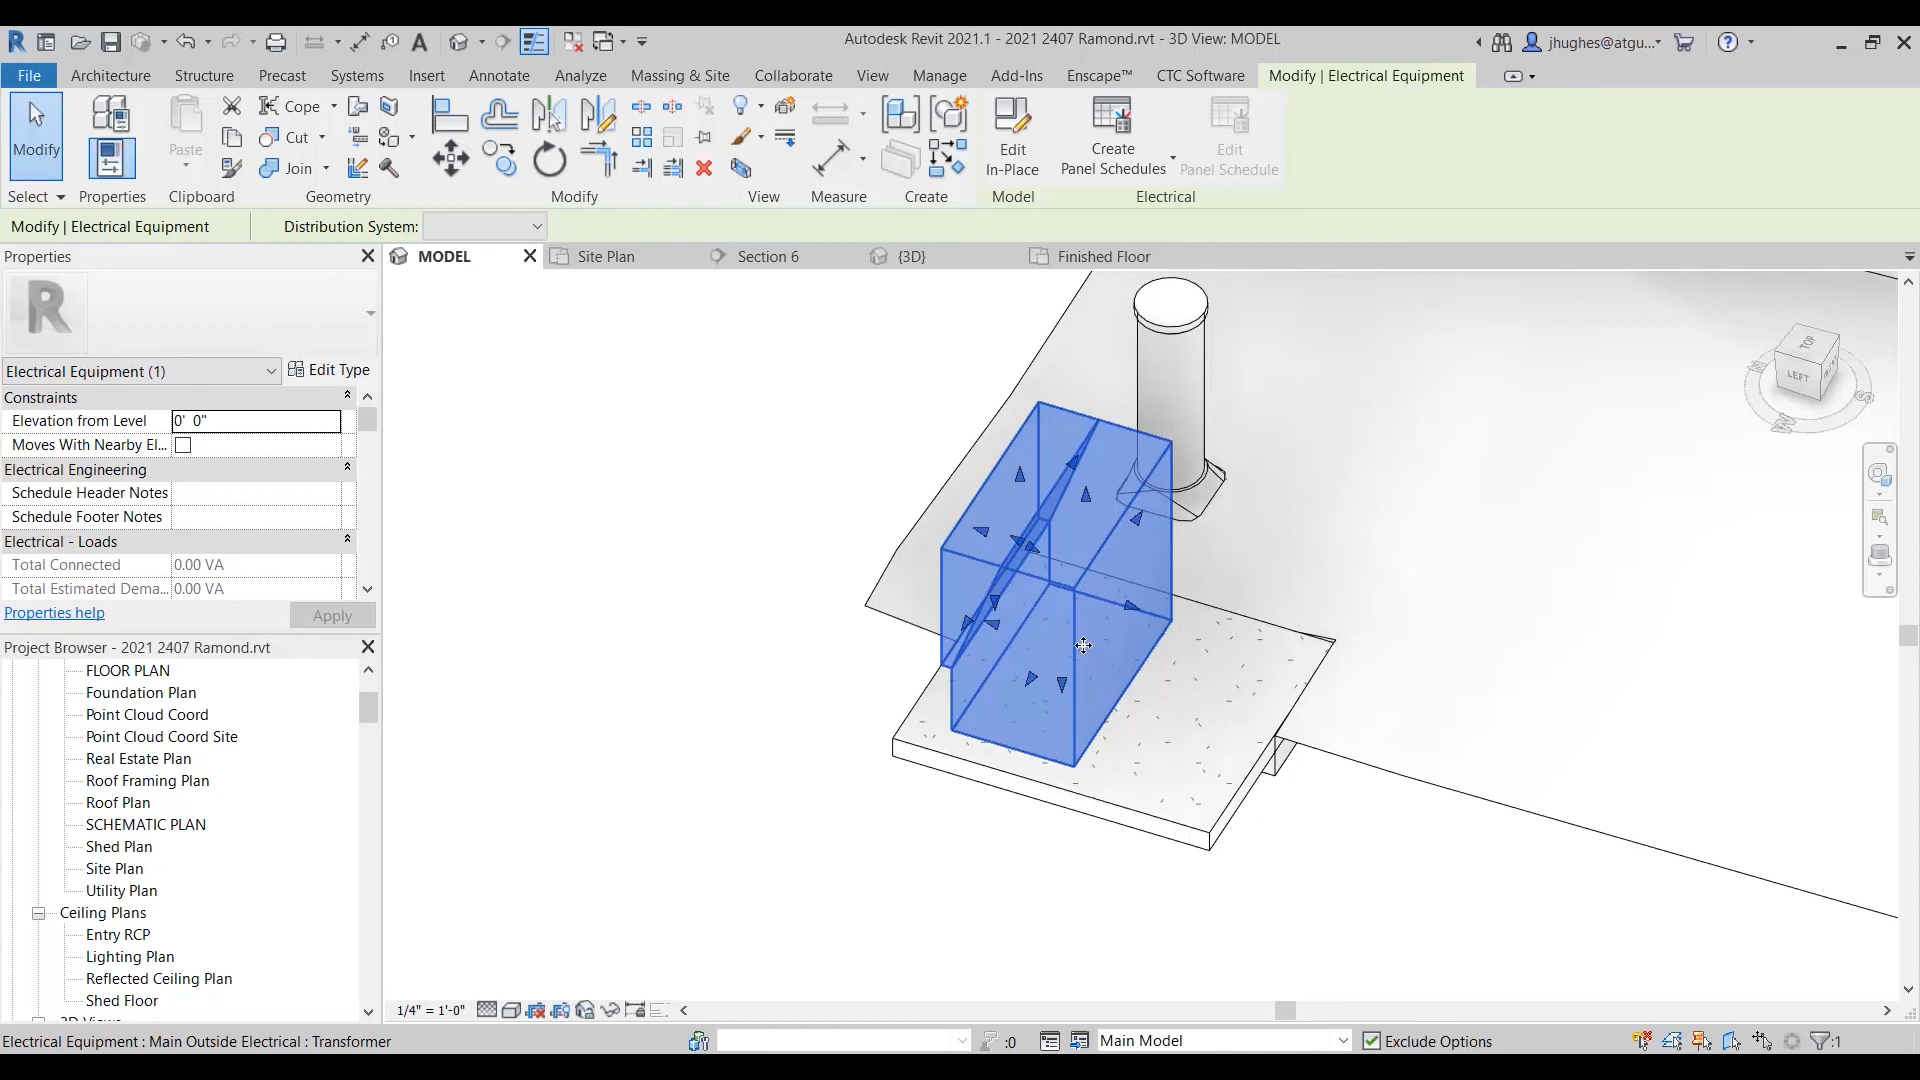 Autodesk Revit 2021.1 - 2021 2407 Ramond.rvt - 3D View: MODEL
jhughes@atgu...
File Architecture Structure Precast Systems Insert Annotate Analyze Massing & Site Collaborate View Manage Add-Ins Enscape™ CTC Software Modify | Electrical Equipment
Modify
Paste
Cope
Cut
Join
Edit
In-Place
Create
Panel Schedules
Edit
Panel Schedule
Select Properties Clipboard Geometry Modify View Measure Create Model Electrical
Modify | Electrical Equipment Distribution System:
Properties
MODEL Site Plan Section 6 {3D} Finished Floor
R
Electrical Equipment (1) Edit Type
Constraints
Elevation from Level 0' 0"
Moves With Nearby El...
Electrical Engineering
Schedule Header Notes
Schedule Footer Notes
Electrical - Loads
Total Connected 0.00 VA
Total Estimated Dema... 0.00 VA
Properties help Apply
TOP
LEFT
Project Browser - 2021 2407 Ramond.rvt
FLOOR PLAN
Foundation Plan
Point Cloud Coord
Point Cloud Coord Site
Real Estate Plan
Roof Framing Plan
Roof Plan
SCHEMATIC PLAN
Shed Plan
Site Plan
Utility Plan
Ceiling Plans
Entry RCP
Lighting Plan
Reflected Ceiling Plan
Shed Floor
1/4" = 1'-0"
Electrical Equipment : Main Outside Electrical : Transformer
:0
Main Model
Exclude Options
:1